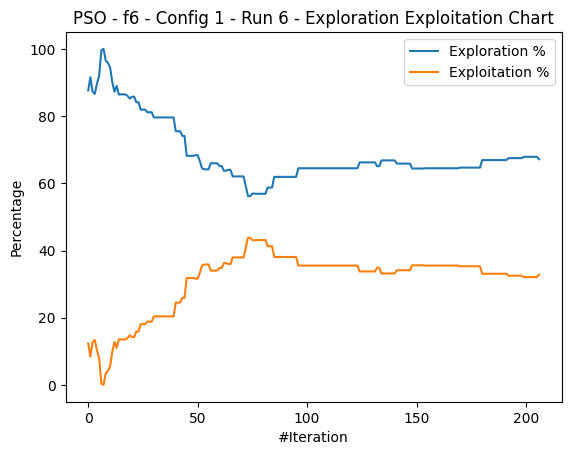 PSO - f6 - Config 1 - Run 6 - Exploration Exploitation Chart
Exploration %
Exploitation %
Percentage
100
80
60
40
20
0
0
50
100
150
200
#Iteration